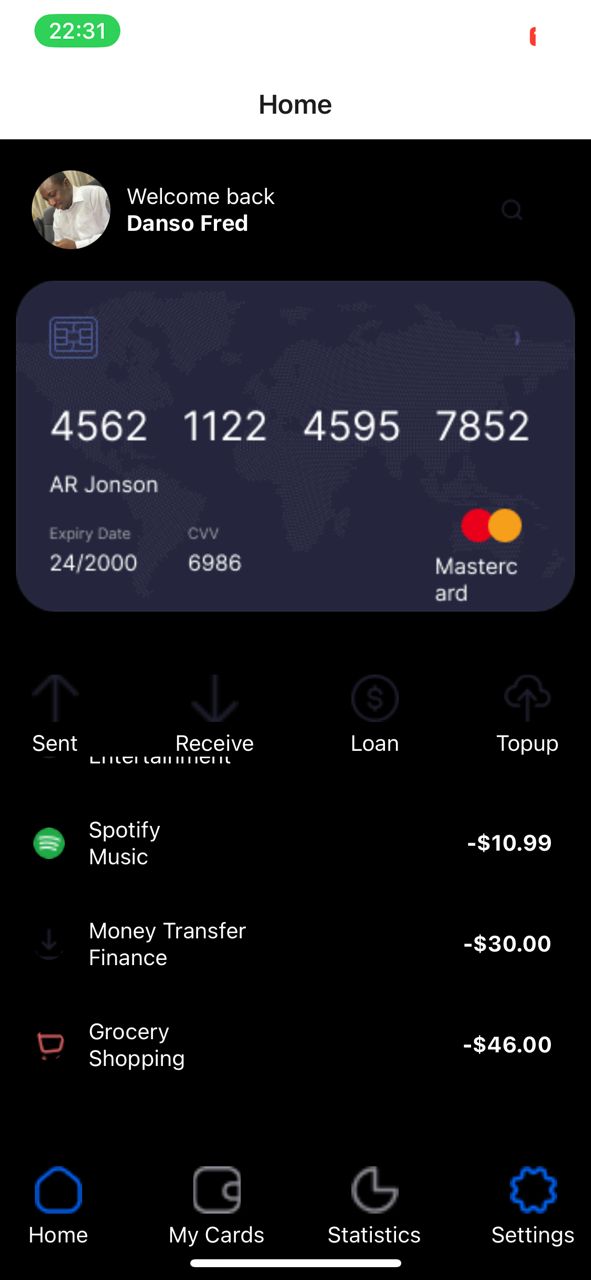 22:31
Home
Welcome back
Danso Fred
4562 1122 4595 7852
AR Jonson
Expiry Date CVV
24/2000 6986
Masterc
ard
Sent Receive Loan Topup
Entertainment
Spotify
Music
-$10.99
Money Transfer
Finance
-$30.00
Grocery
Shopping
-$46.00
Home My Cards Statistics Settings